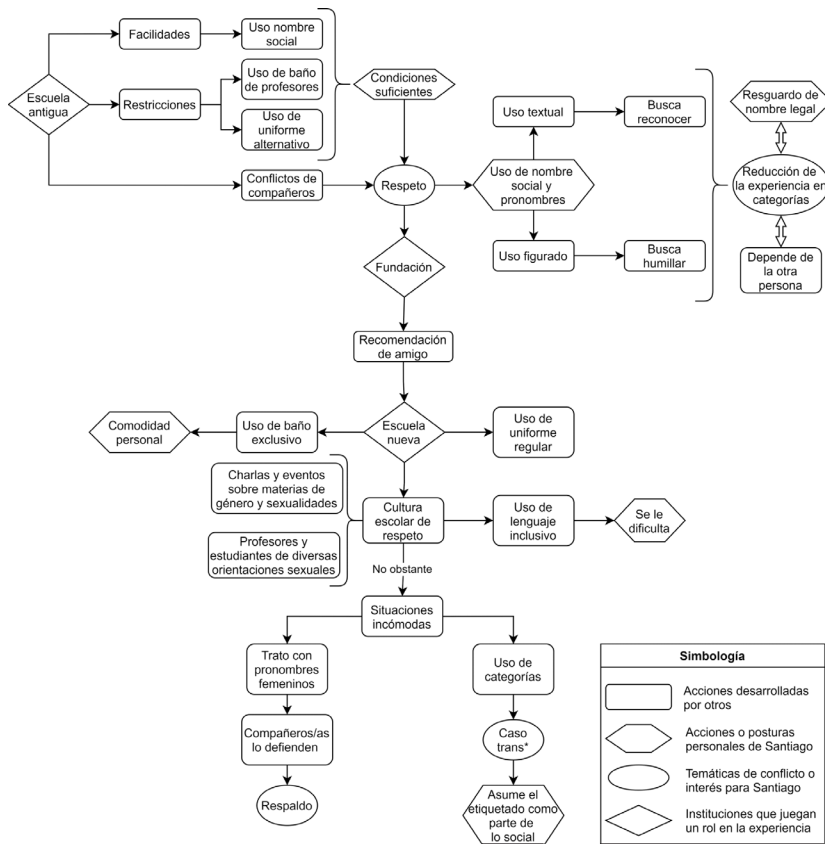 Facilidades
Uso nombre
social
Escuela
antigua
Restricciones
Uso de baño
de profesores
Uso de
uniforme
alternativo
Condiciones
suficientes
Conflictos de
compañeros
Respeto
Uso de nombre
social y
pronombres
Uso textual
Busca
reconocer
Uso figurado
Busca
humillar
Resguardo de
nombre legal
Reducción de
la experiencia en
categorías
Depende de
la otra
persona
Fundación
Recomendación
de amigo
Comodidad
personal
Uso de baño
exclusivo
Escuela
nueva
Uso de
uniforme
regular
Charlas y eventos
sobre materias de
género y sexualidades
Profesores y
estudiantes de diversas
orientaciones sexuales
Cultura
escolar de
respeto
Uso de
lenguaje
inclusivo
Se le
dificulta
No obstante
Situaciones
incómodas
Trato con
pronombres
femeninos
Compañeros/as
lo defienden
Respaldo
Uso de
categorías
Caso
trans*
Asume el
etiquetado como
parte de
lo social
Simbología
Acciones desarrolladas
por otros
Acciones o posturas
personales de Santiago
Temáticas de conflicto o
interés para Santiago
Instituciones que juegan
un rol en la experiencia